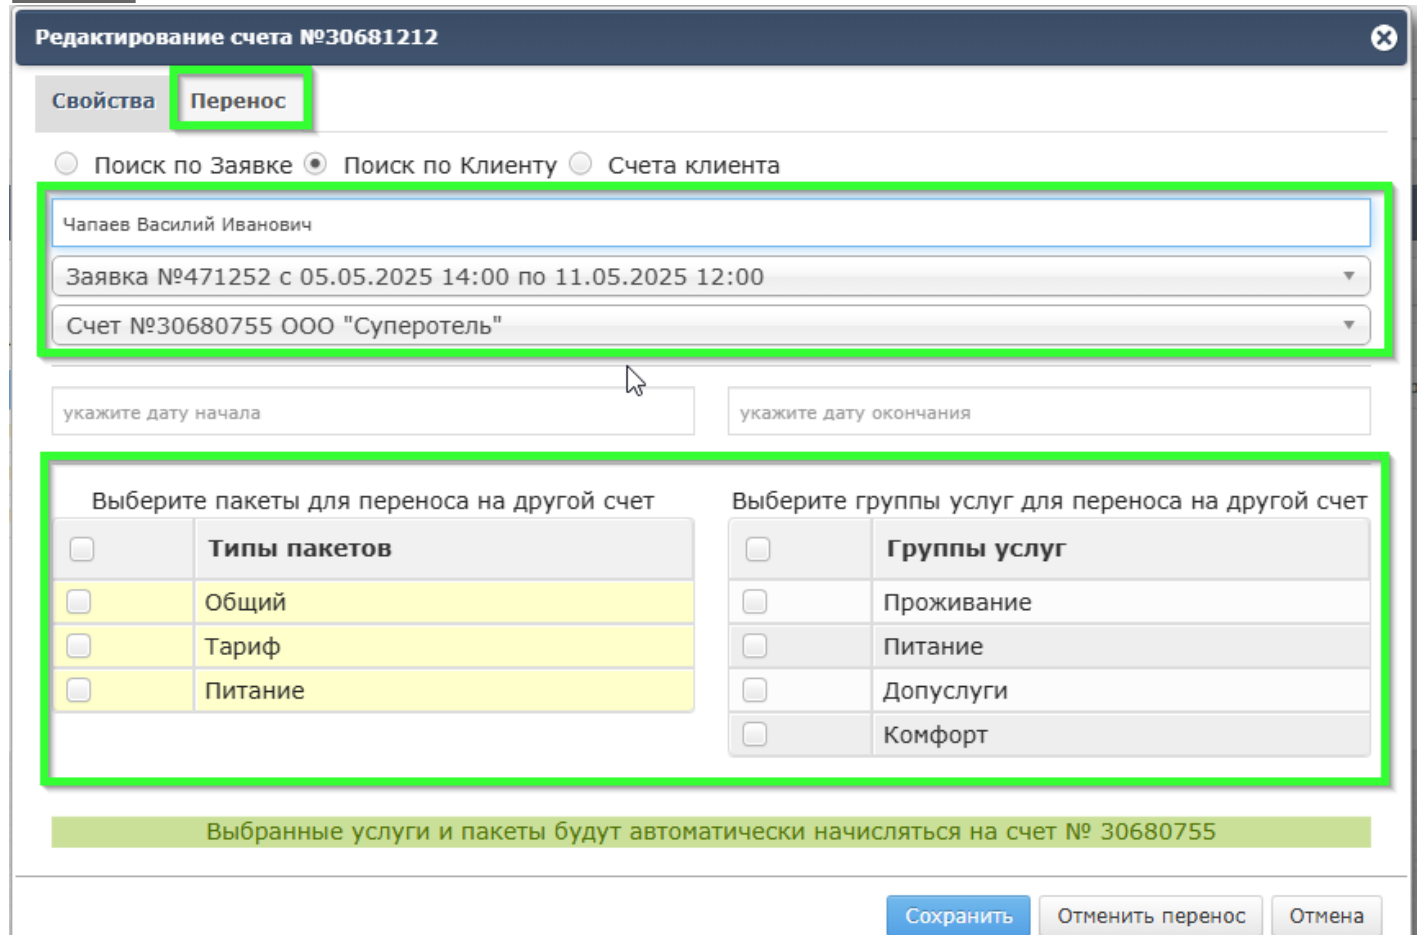 Редактирование счета №30681212
Свойства Перенос
Поиск по Заявке Поиск по Клиенту Счета клиента
Чапаев Василий Иванович
Заявка №471252 с 05.05.2025 14:00 по 11.05.2025 12:00
Счет №30680755 ООО "Суперотель"
укажите дату начала укажите дату окончания
Выберите пакеты для переноса на другой счет Выберите группы услуг для переноса на другой счет
Типы пакетов Группы услуг
Общий Проживание
Тариф Питание
Питание Допуслуги
Комфорт
Выбранные услуги и пакеты будут автоматически начисляться на счет № 30680755
Сохранить Отменить перенос Отмена